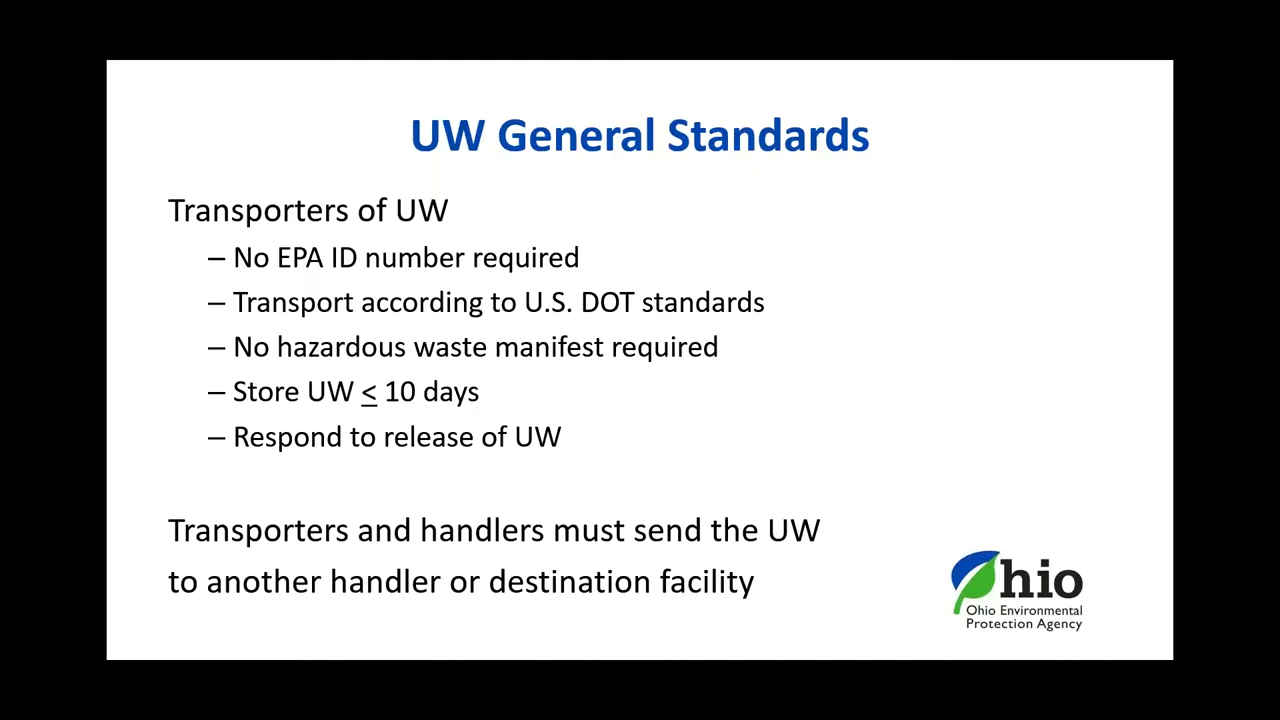 UW General Standards
Transporters of UW
– No EPA ID number required
– Transport according to U.S. DOT standards
– No hazardous waste manifest required
– Store UW < 10 days
– Respond to release of UW
Transporters and handlers must send the UW
to another handler or destination facility
Ohio
Ohio Environmental
Protection Agency